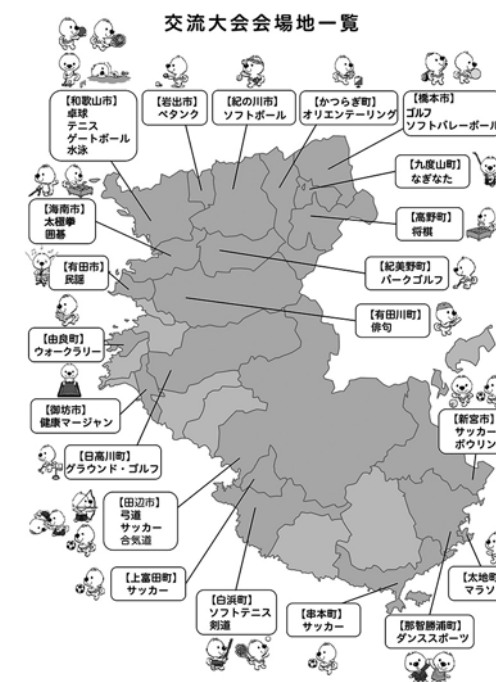 交流大会会場地一覧
【和歌山市】
卓球
テニス
ゲートボール
水泳
【岩出市】
ペタンク
【紀の川市】
ソフトボール
【かつらぎ町】
オリエンテーリング
【橋本市】
ゴルフ
ソフトバレーボール
【九度山町】
なぎなた
【海南市】
太極拳
囲碁
【高野町】
将棋
【有田市】
民謡
【紀美野町】
パークゴルフ
【有田川町】
俳句
【由良町】
ウォークラリー
【御坊市】
健康マージャン
【新宮市】
サッカー
ボウリン
【日高川町】
グラウンド・ゴルフ
【田辺市】
弓道
サッカー
合気道
【上富田町】
サッカー
【白浜町】
ソフトテニス
剣道
【串本町】
サッカー
【太地町
マラソ
【那智勝浦町】
ダンススポーツ